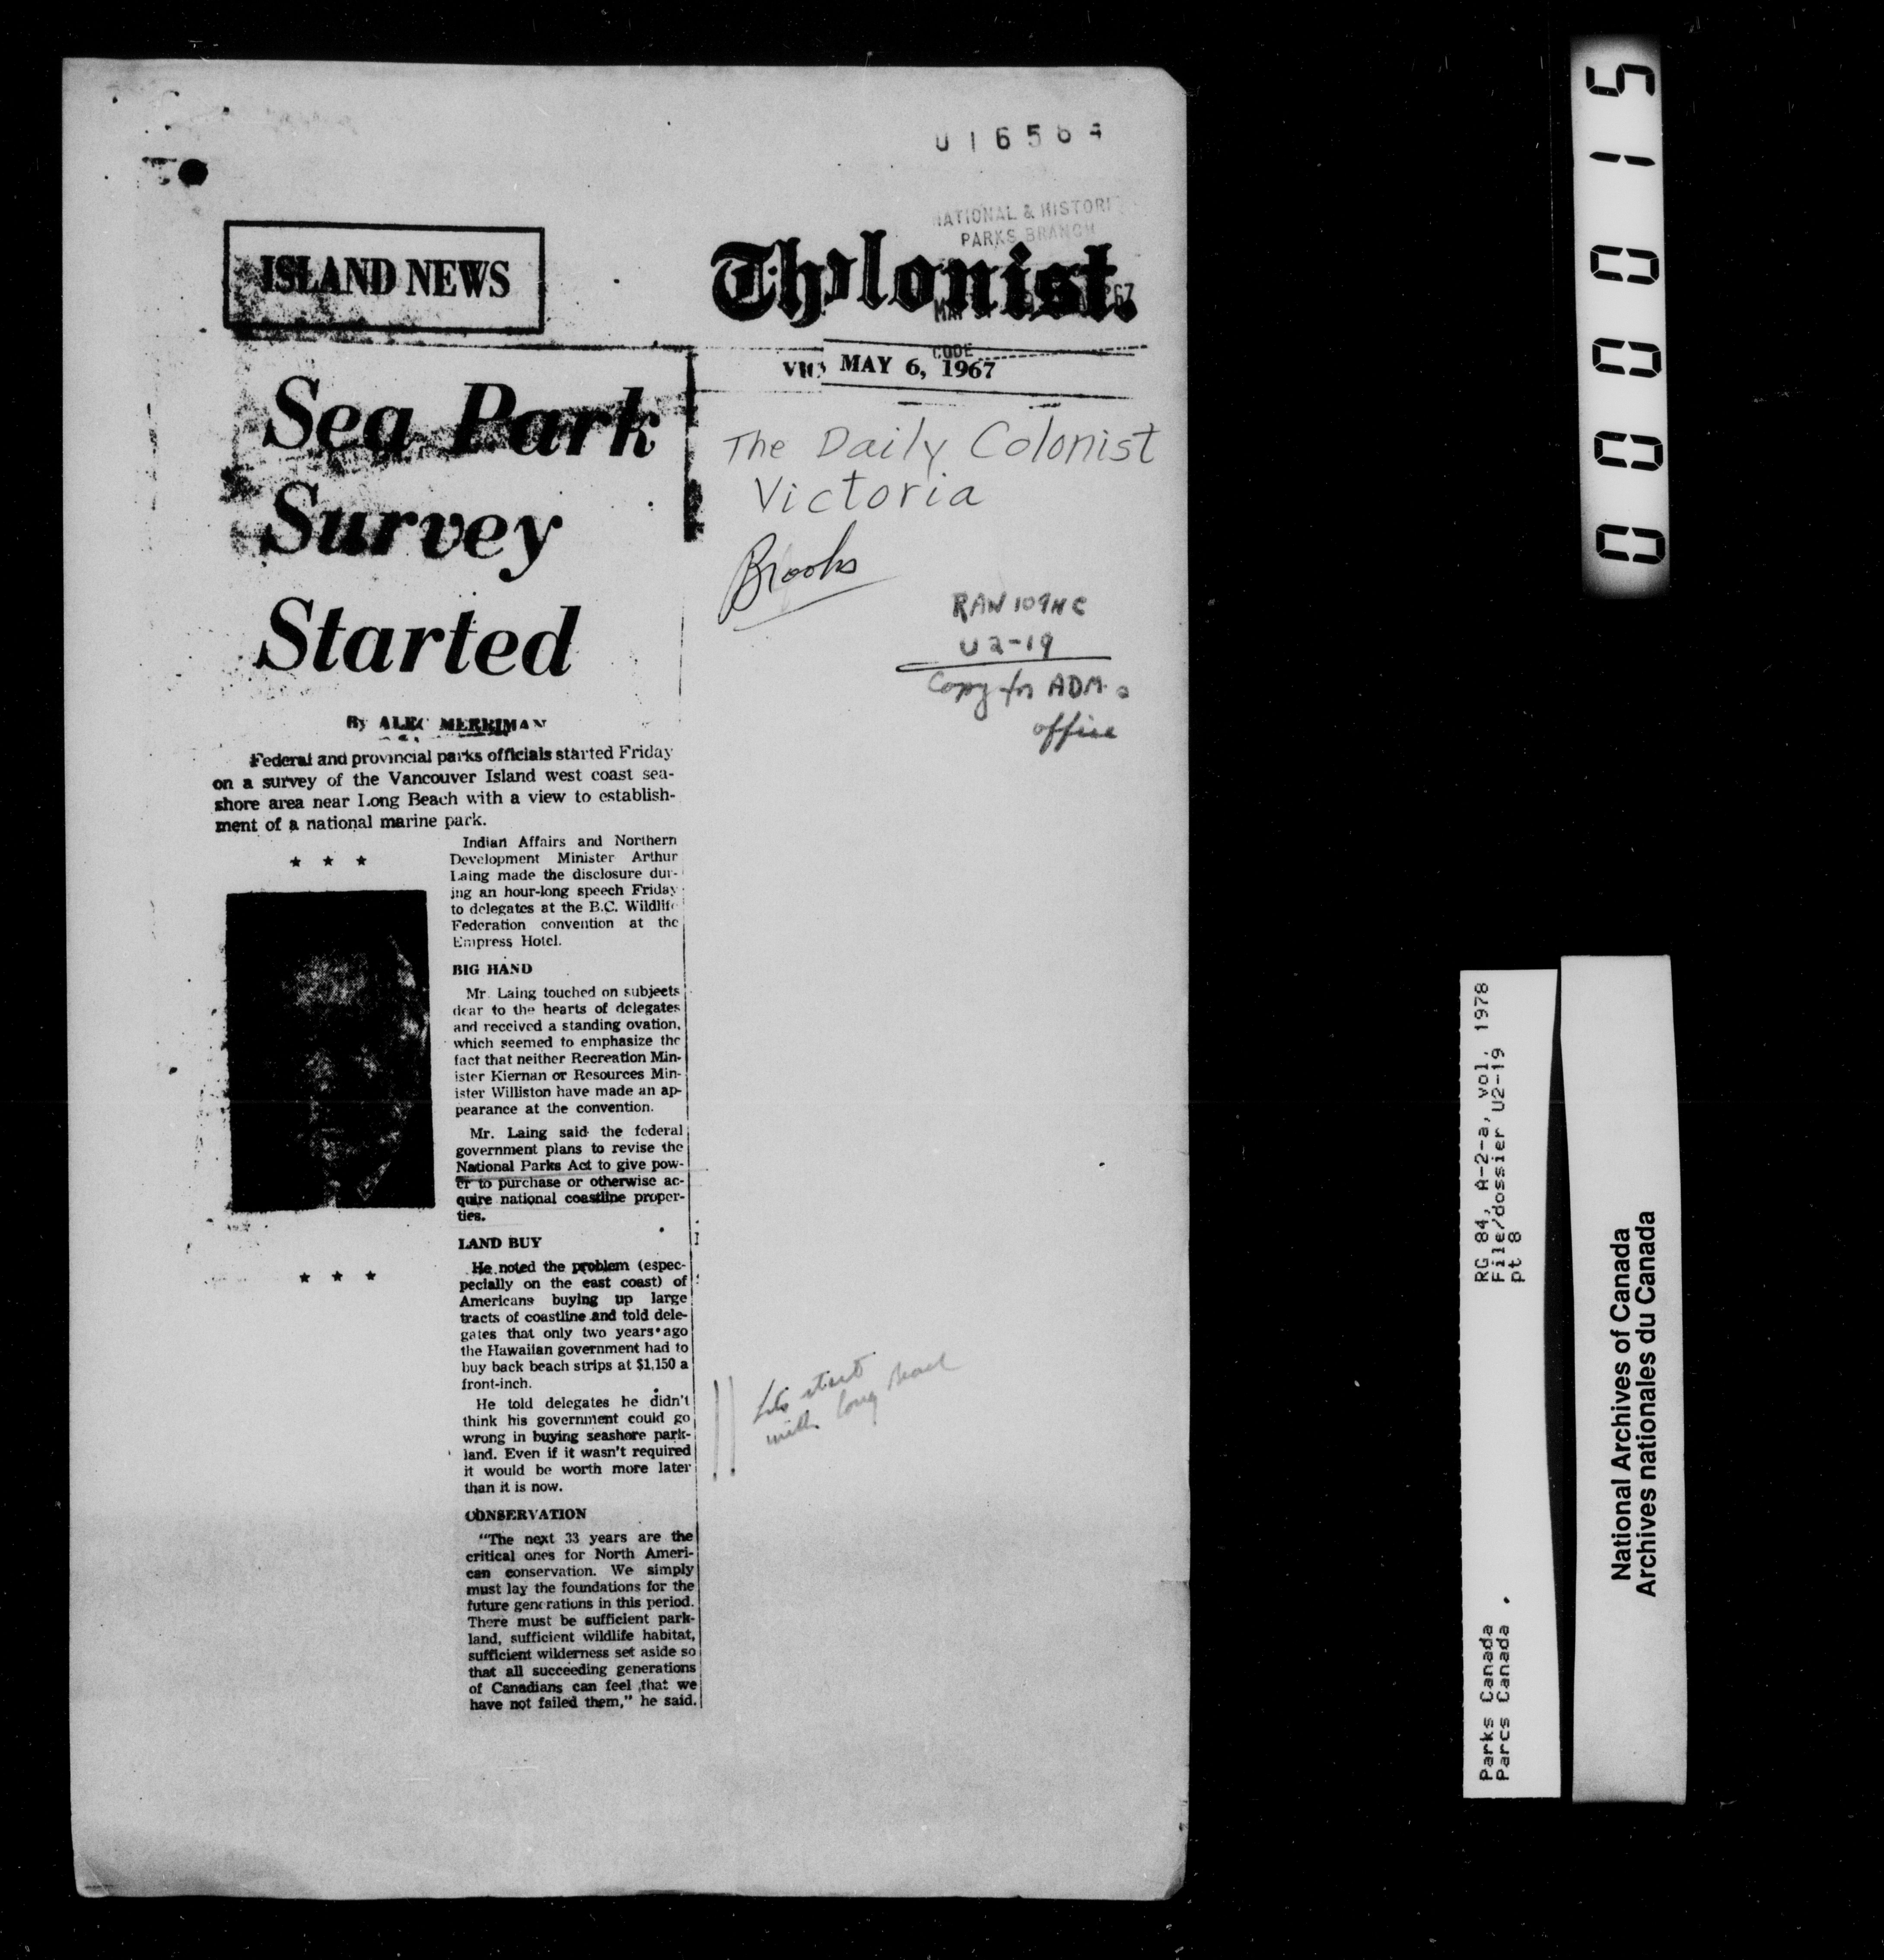 016564
NATIONAL & HISTORI
PARKS BRANCH
ISLAND NEWS
Th lonist.
MAY 67
CODE
MAY 6, 1967
Sea Park
Survey
Started
The Daily Colonist
Victoria
Brooks
RAN 109 HC
U2-19
Copy for ADM.
office
By ALEC MERRIMAN
Federal and provincial parks officials started Friday
on a survey of the Vancouver Island west coast sea-
shore area near Long Beach with a view to establish-
ment of a national marine park.
★ ★ ★
Indian Affairs and Northern
Development Minister Arthur
Laing made the disclosure dur-
ing an hour-long speech Friday
to delegates at the B.C. Wildlife
Federation convention at the
Empress Hotel.
BIG HAND
Mr. Laing touched on subjects
dear to the hearts of delegates
and received a standing ovation,
which seemed to emphasize the
fact that neither Recreation Min-
ister Kiernan or Resources Min-
ister Williston have made an ap-
pearance at the convention.
Mr. Laing said the federal
government plans to revise the
National Parks Act to give pow-
er to purchase or otherwise ac-
quire national coastline proper-
ties.
★ ★ ★
LAND BUY
He noted the problem (espec-
pecially on the east coast) of
Americans buying up large
tracts of coastline and told dele-
gates that only two years ago
the Hawaiian government had to
buy back beach strips at $1,150 a
front-inch.
He told delegates he didn't
think his government could go
wrong in buying seashore park-
land. Even if it wasn't required
it would be worth more later
than it is now.
start
with Long Beach
CONSERVATION
"The next 33 years are the
critical ones for North Ameri-
can conservation. We simply
must lay the foundations for the
future generations in this period.
There must be sufficient park-
land, sufficient wildlife habitat,
sufficient wilderness set aside so
that all succeeding generations
of Canadians can feel that we
have not failed them," he said.
000015
RG 84, A-2-a, vol. 1978
File/dossier U2-19
pt 8
Parks Canada
Parcs Canada
National Archives of Canada
Archives nationales du Canada